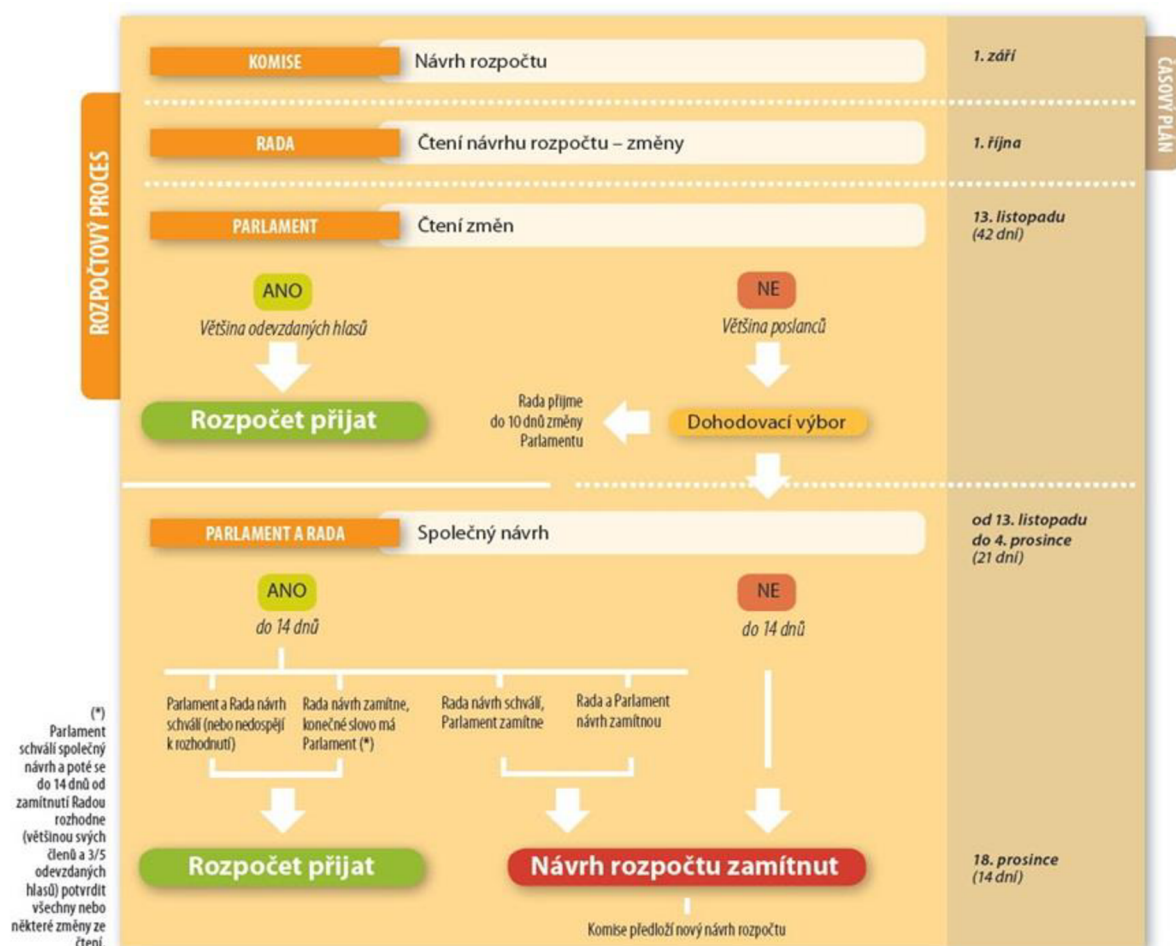 ROZPOČTOVÝ PROCES
ČASOVÝ PLÁN
KOMISE
Návrh rozpočtu
1. září
RADA
Čtení návrhu rozpočtu – změny
1. října
PARLAMENT
Čtení změn
13. listopadu
(42 dní)
ANO
Většina odevzdaných hlasů
NE
Většina poslanců
Rozpočet přijat
Rada přijme
do 10 dnů změny
Parlamentu
Dohodovací výbor
PARLAMENT A RADA
Společný návrh
od 13. listopadu
do 4. prosince
(21 dní)
ANO
do 14 dnů
NE
do 14 dnů
Parlament a Rada návrh
schválí (nebo nedospějí
k rozhodnutí)
Rada návrh zamítne,
konečné slovo má
Parlament (*)
Rada návrh schválí,
Parlament zamítne
Rada a Parlament
návrh zamítnou
Rozpočet přijat
Návrh rozpočtu zamítnut
18. prosince
(14 dní)
Komise předloží nový návrh rozpočtu
(*)
Parlament
schválí společný
návrh a poté se
do 14 dnů od
zamítnutí Radou
rozhodne
(většinou svých
členů a 3/5
odevzdaných
hlasů) potvrdit
všechny nebo
některé změny ze
čtení.